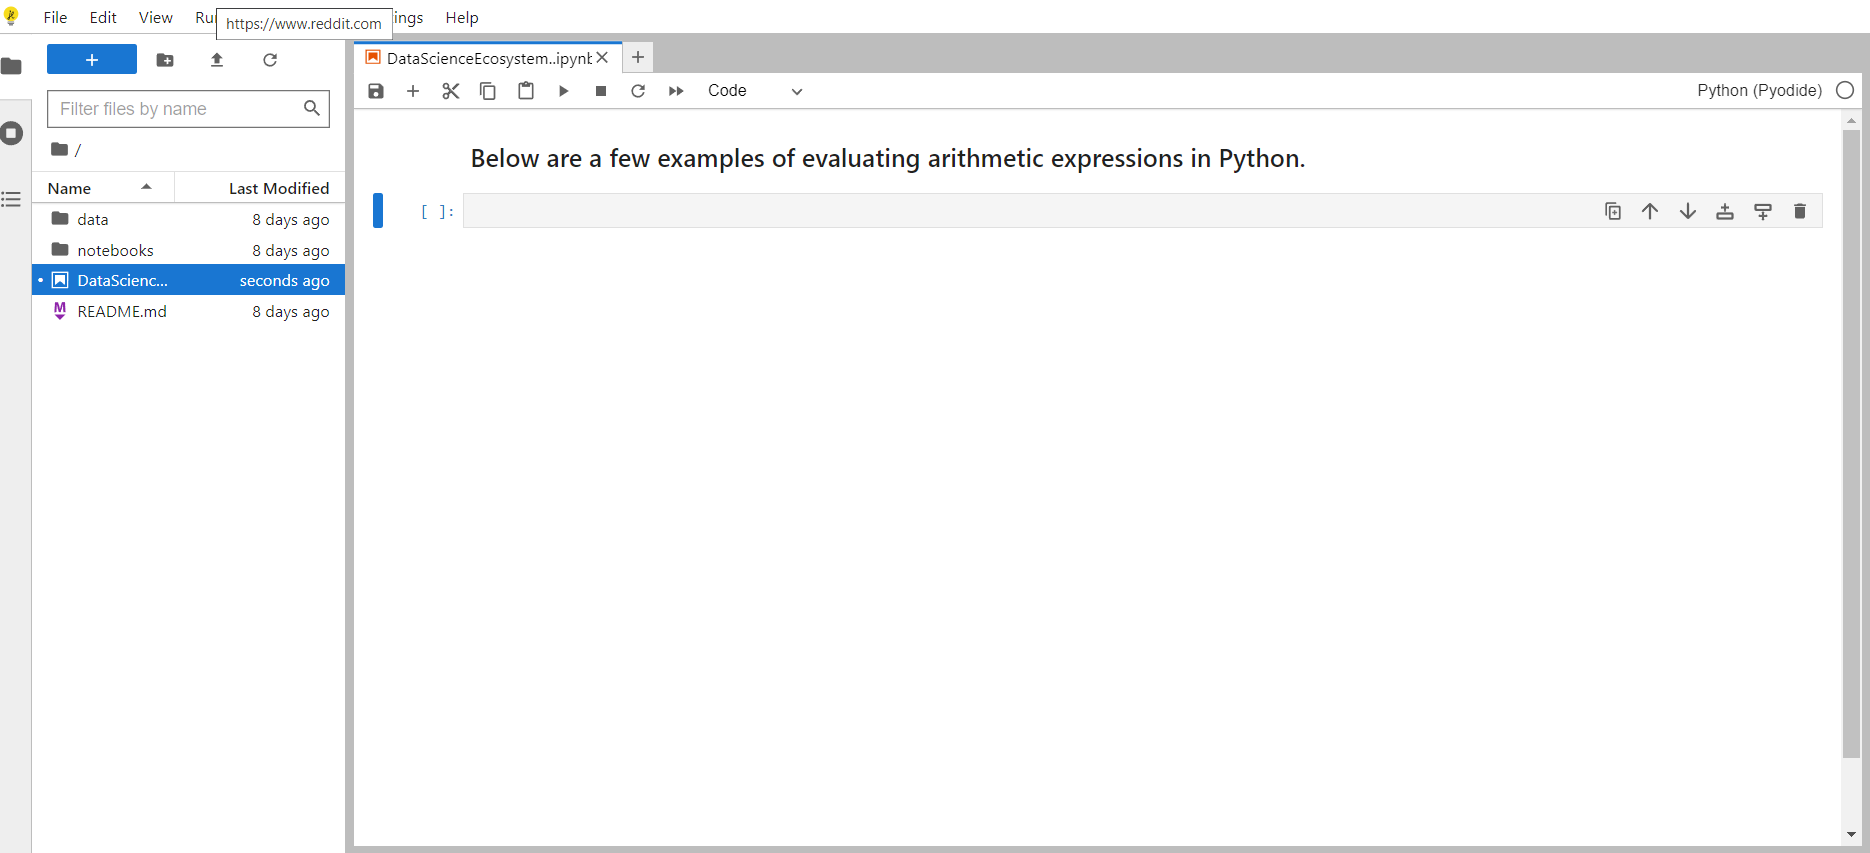 File Edit View Ru ings Help
https://www.reddit.com
+
Filter files by name
/
Name Last Modified
data 8 days ago
notebooks 8 days ago
DataScienc... seconds ago
README.md 8 days ago
DataScienceEcosystem..ipynb
Code
Python (Pyodide)
Below are a few examples of evaluating arithmetic expressions in Python.
[ ]: